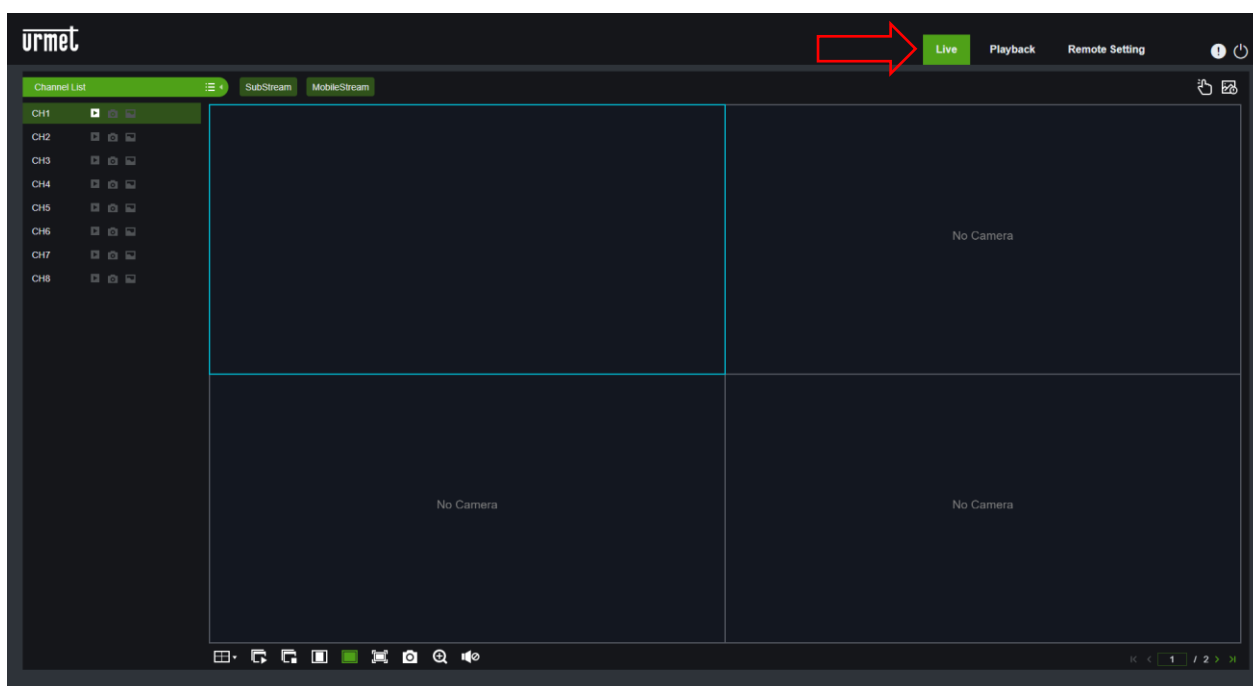 urmet
Live Playback Remote Setting
Channel List SubStream MobileStream
CH1
CH2
CH3
CH4
CH5
CH6
CH7
CH8
No Camera
No Camera No Camera
1 / 2